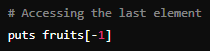 # Accessing the last element
puts fruits[-1]